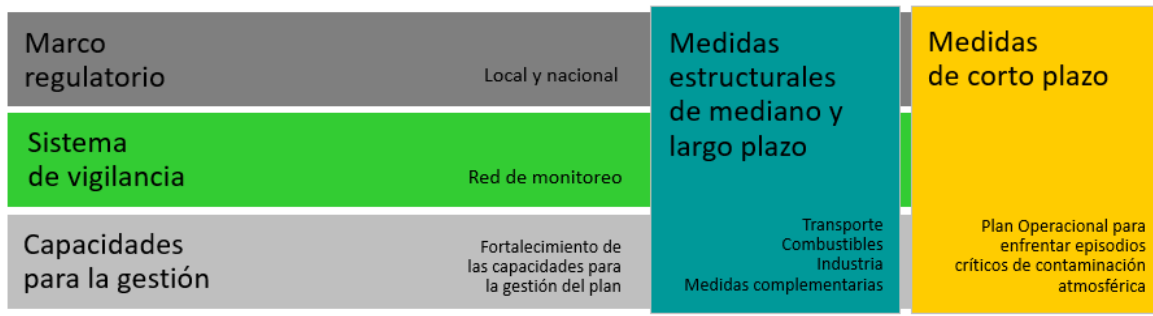 Marco
regulatorio
Local y nacional
Sistema
de vigilancia
Red de monitoreo
Capacidades
para la gestión
Fortalecimiento de
las capacidades para
la gestión del plan
Medidas
estructurales
de mediano y
largo plazo
Transporte
Combustibles
Industria
Medidas complementarias
Medidas
de corto plazo
Plan Operacional para
enfrentar episodios
críticos de contaminación
atmosférica